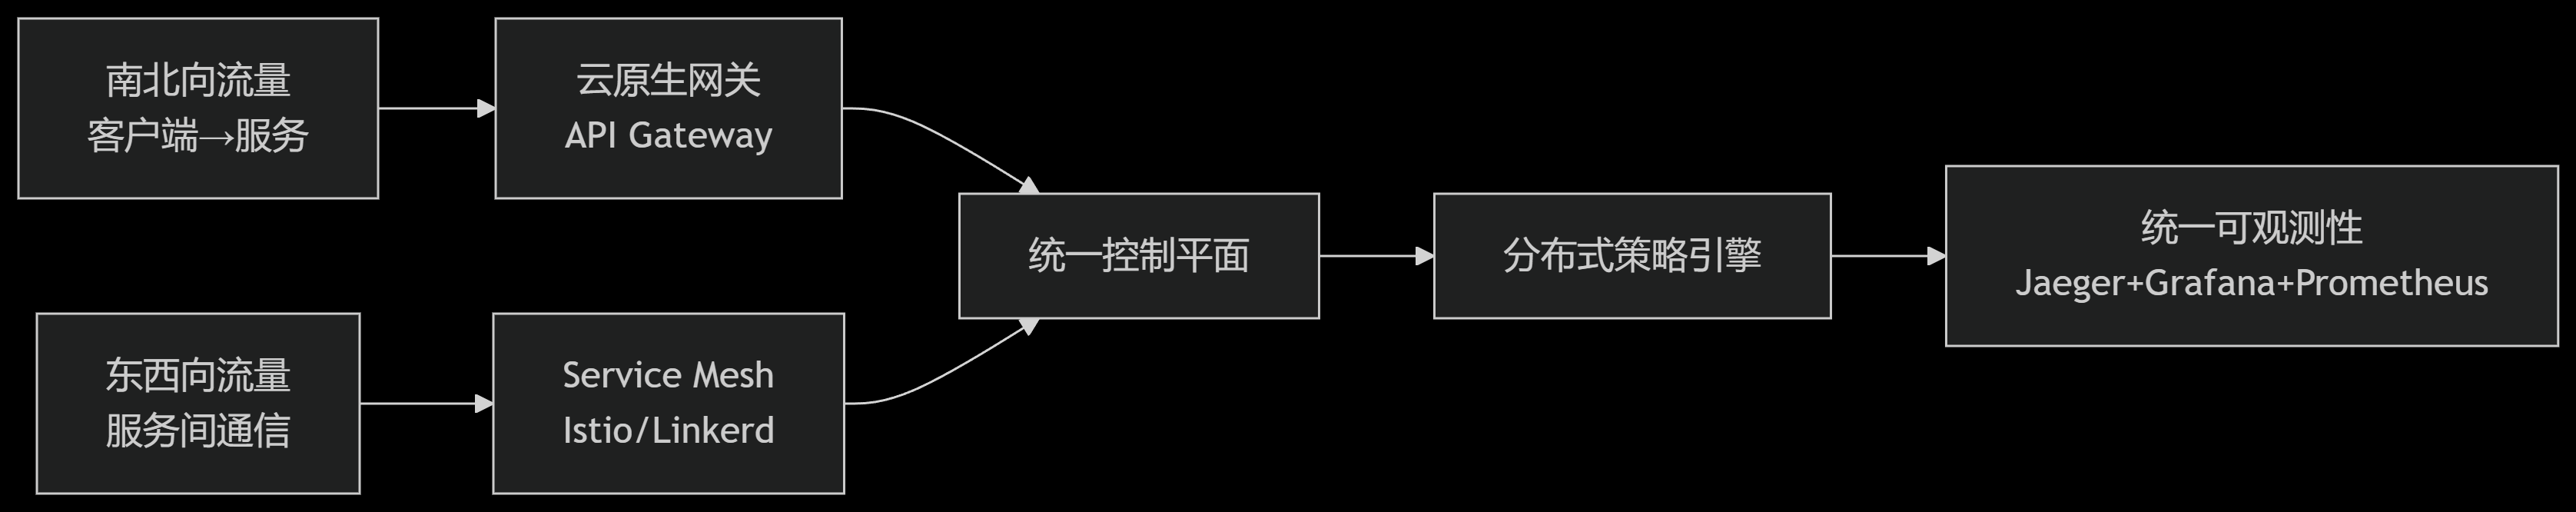 南北向流量
客户端→服务
云原生网关
API Gateway
东西向流量
服务间通信
Service Mesh
Istio/Linkerd
统一控制平面
分布式策略引擎
统一可观测性
Jaeger+Grafana+Prometheus